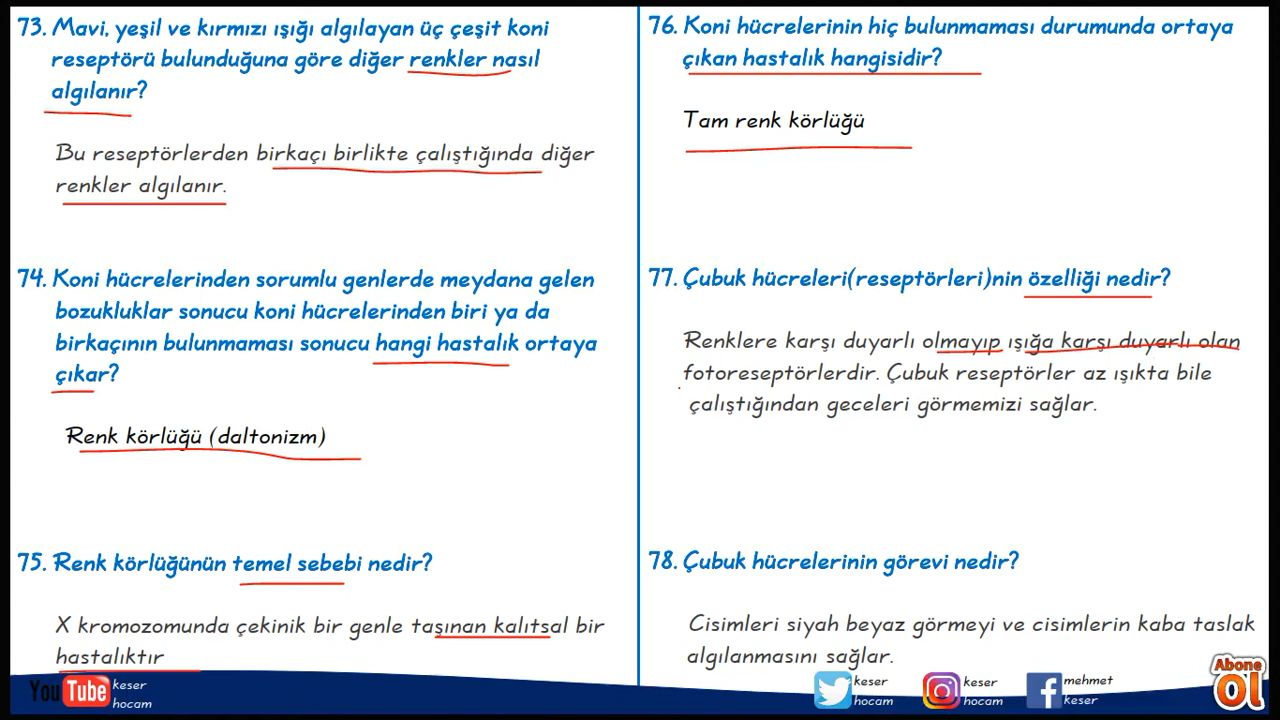 73. Mavi, yeşil ve kırmızı ışığı algılayan üç çeşit koni
reseptörü bulunduğuna göre diğer renkler nasıl
algılanır?
Bu reseptörlerden birkaçı birlikte çalıştığında diğer
renkler algılanır.
74. Koni hücrelerinden sorumlu genlerde meydana gelen
bozukluklar sonucu koni hücrelerinden biri ya da
birkaçının bulunmaması sonucu hangi hastalık ortaya
çıkar?
Renk körlüğü (daltonizm)
75. Renk körlüğünün temel sebebi nedir?
X kromozomunda çekinik bir genle taşınan kalıtsal bir
hastalıktır
76. Koni hücrelerinin hiç bulunmaması durumunda ortaya
çıkan hastalık hangisidir?
Tam renk körlüğü
77. Çubuk hücreleri(reseptörleri)nin özelliği nedir?
Renklere karşı duyarlı olmayıp ışığa karşı duyarlı olan
fotoreseptörlerdir. Çubuk reseptörler az ışıkta bile
çalıştığından geceleri görmemizi sağlar.
78. Çubuk hücrelerinin görevi nedir?
Cisimleri siyah beyaz görmeyi ve cisimlerin kaba taslak
algılanmasını sağlar.
YouTube keser
hocam
keser
hocam
keser
hocam
mehmet
keser
Abone
Ol